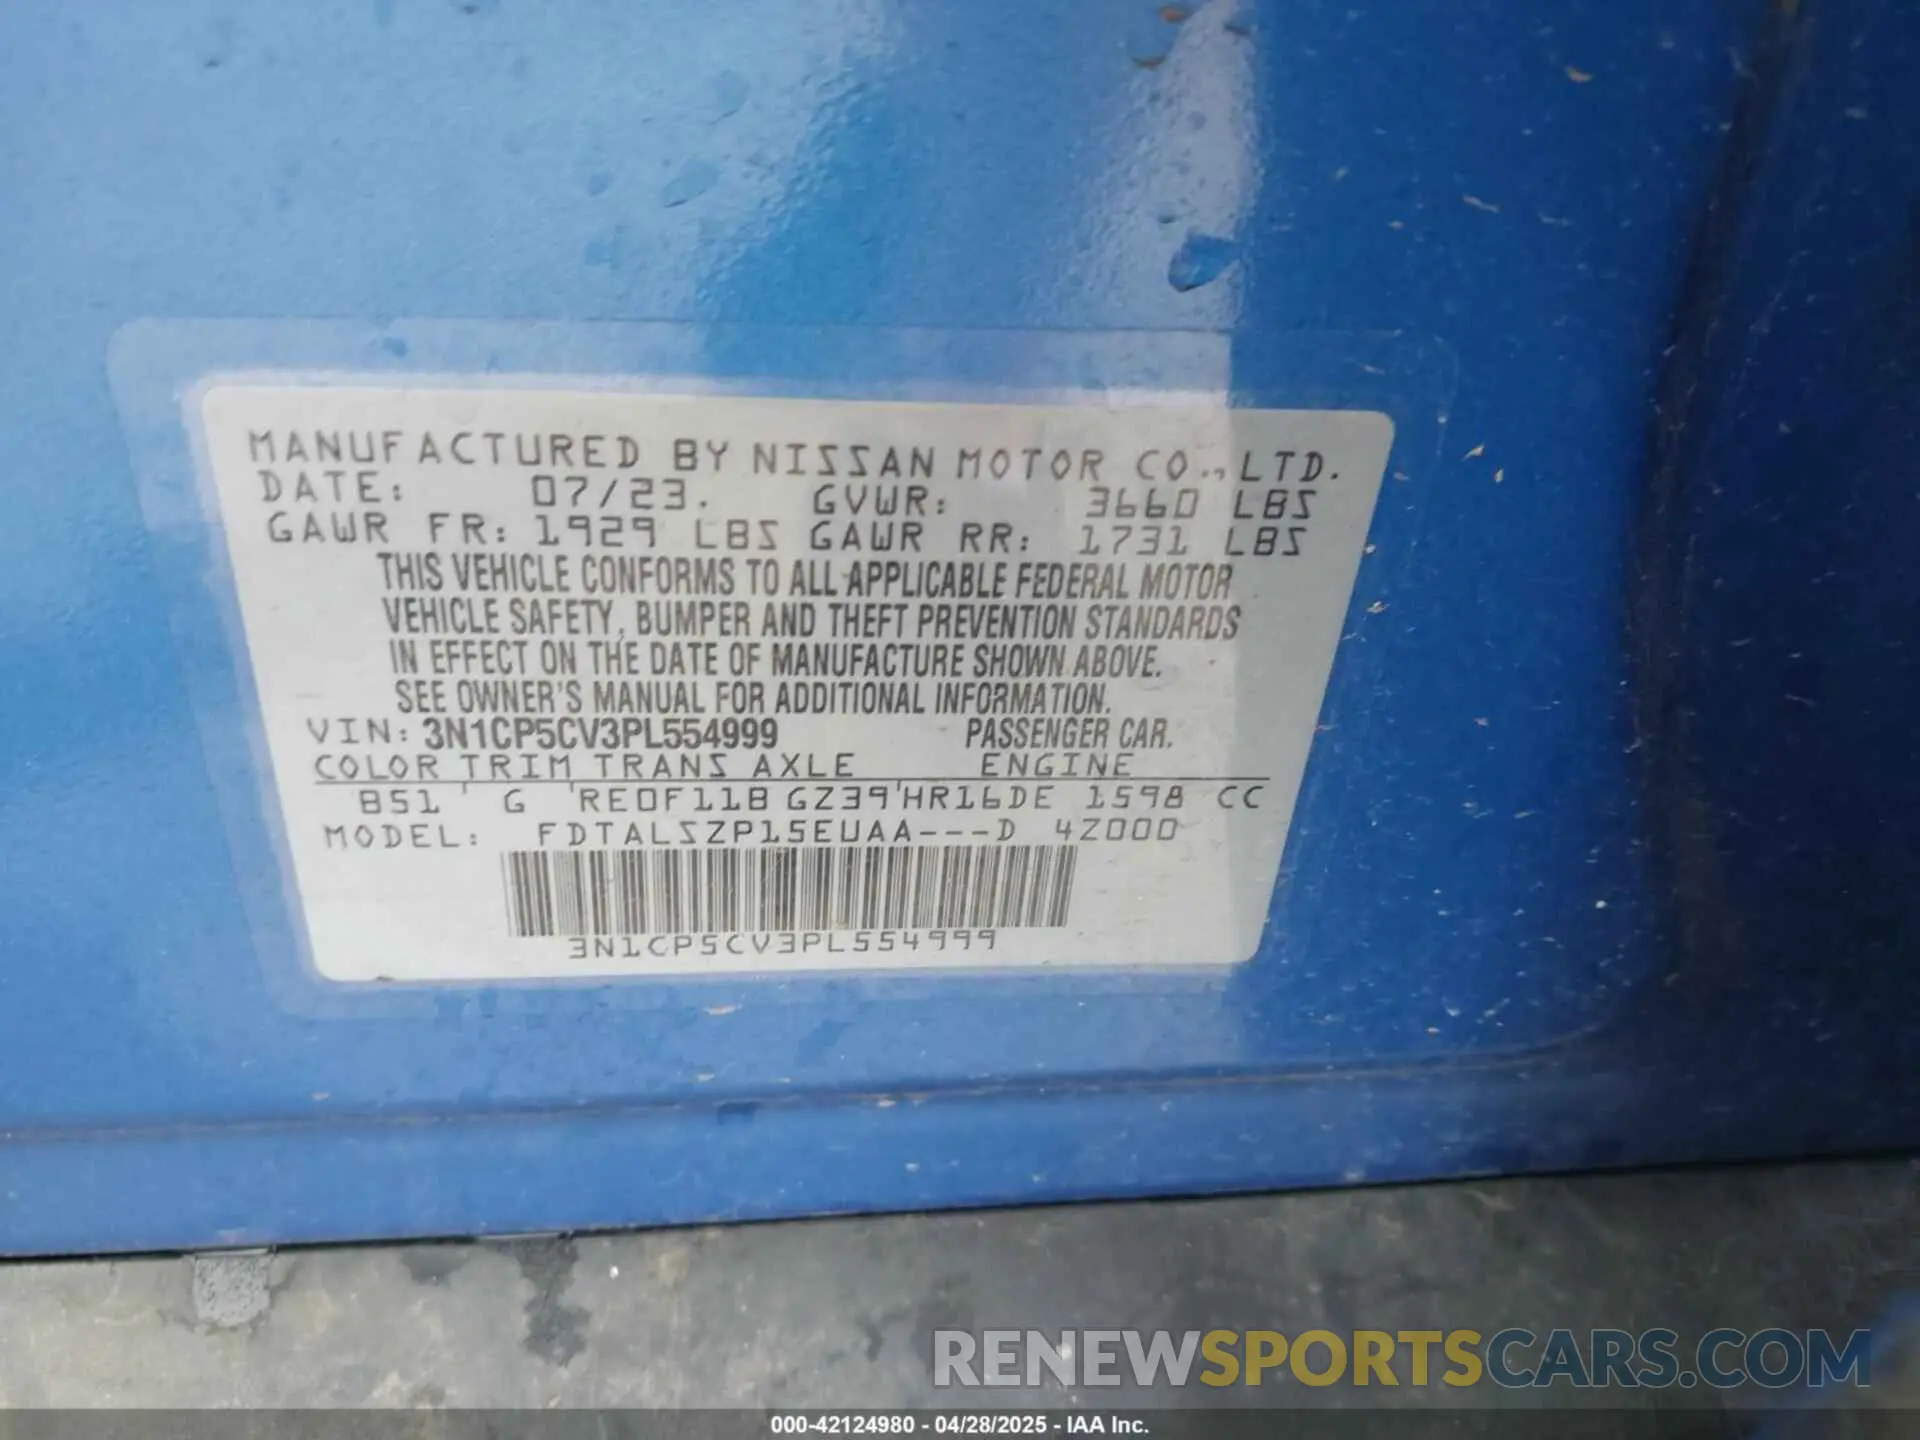 MANUFACTURED BY NISSAN MOTOR CO., LTD.
DATE: 07/23. GVWR: 3660 LBS
GAWR FR: 1929 LBS GAWR RR: 1731 LBS
THIS VEHICLE CONFORMS TO ALL APPLICABLE FEDERAL MOTOR
VEHICLE SAFETY, BUMPER AND THEFT PREVENTION STANDARDS
IN EFFECT ON THE DATE OF MANUFACTURE SHOWN ABOVE.
SEE OWNER'S MANUAL FOR ADDITIONAL INFORMATION.
VIN: 3N1CP5CV3PL554999 PASSENGER CAR.
COLOR TRIM TRANS AXLE ENGINE
B51 ' G 'RE0F11B GZ39'HR16DE 1598 CC
MODEL: FDTALSZP15EUAA---D 4Z000
3N1CP5CV3PL554999
RENEWSPORTSCARS.COM
000-42124980 - 04/28/2025 - IAA Inc.